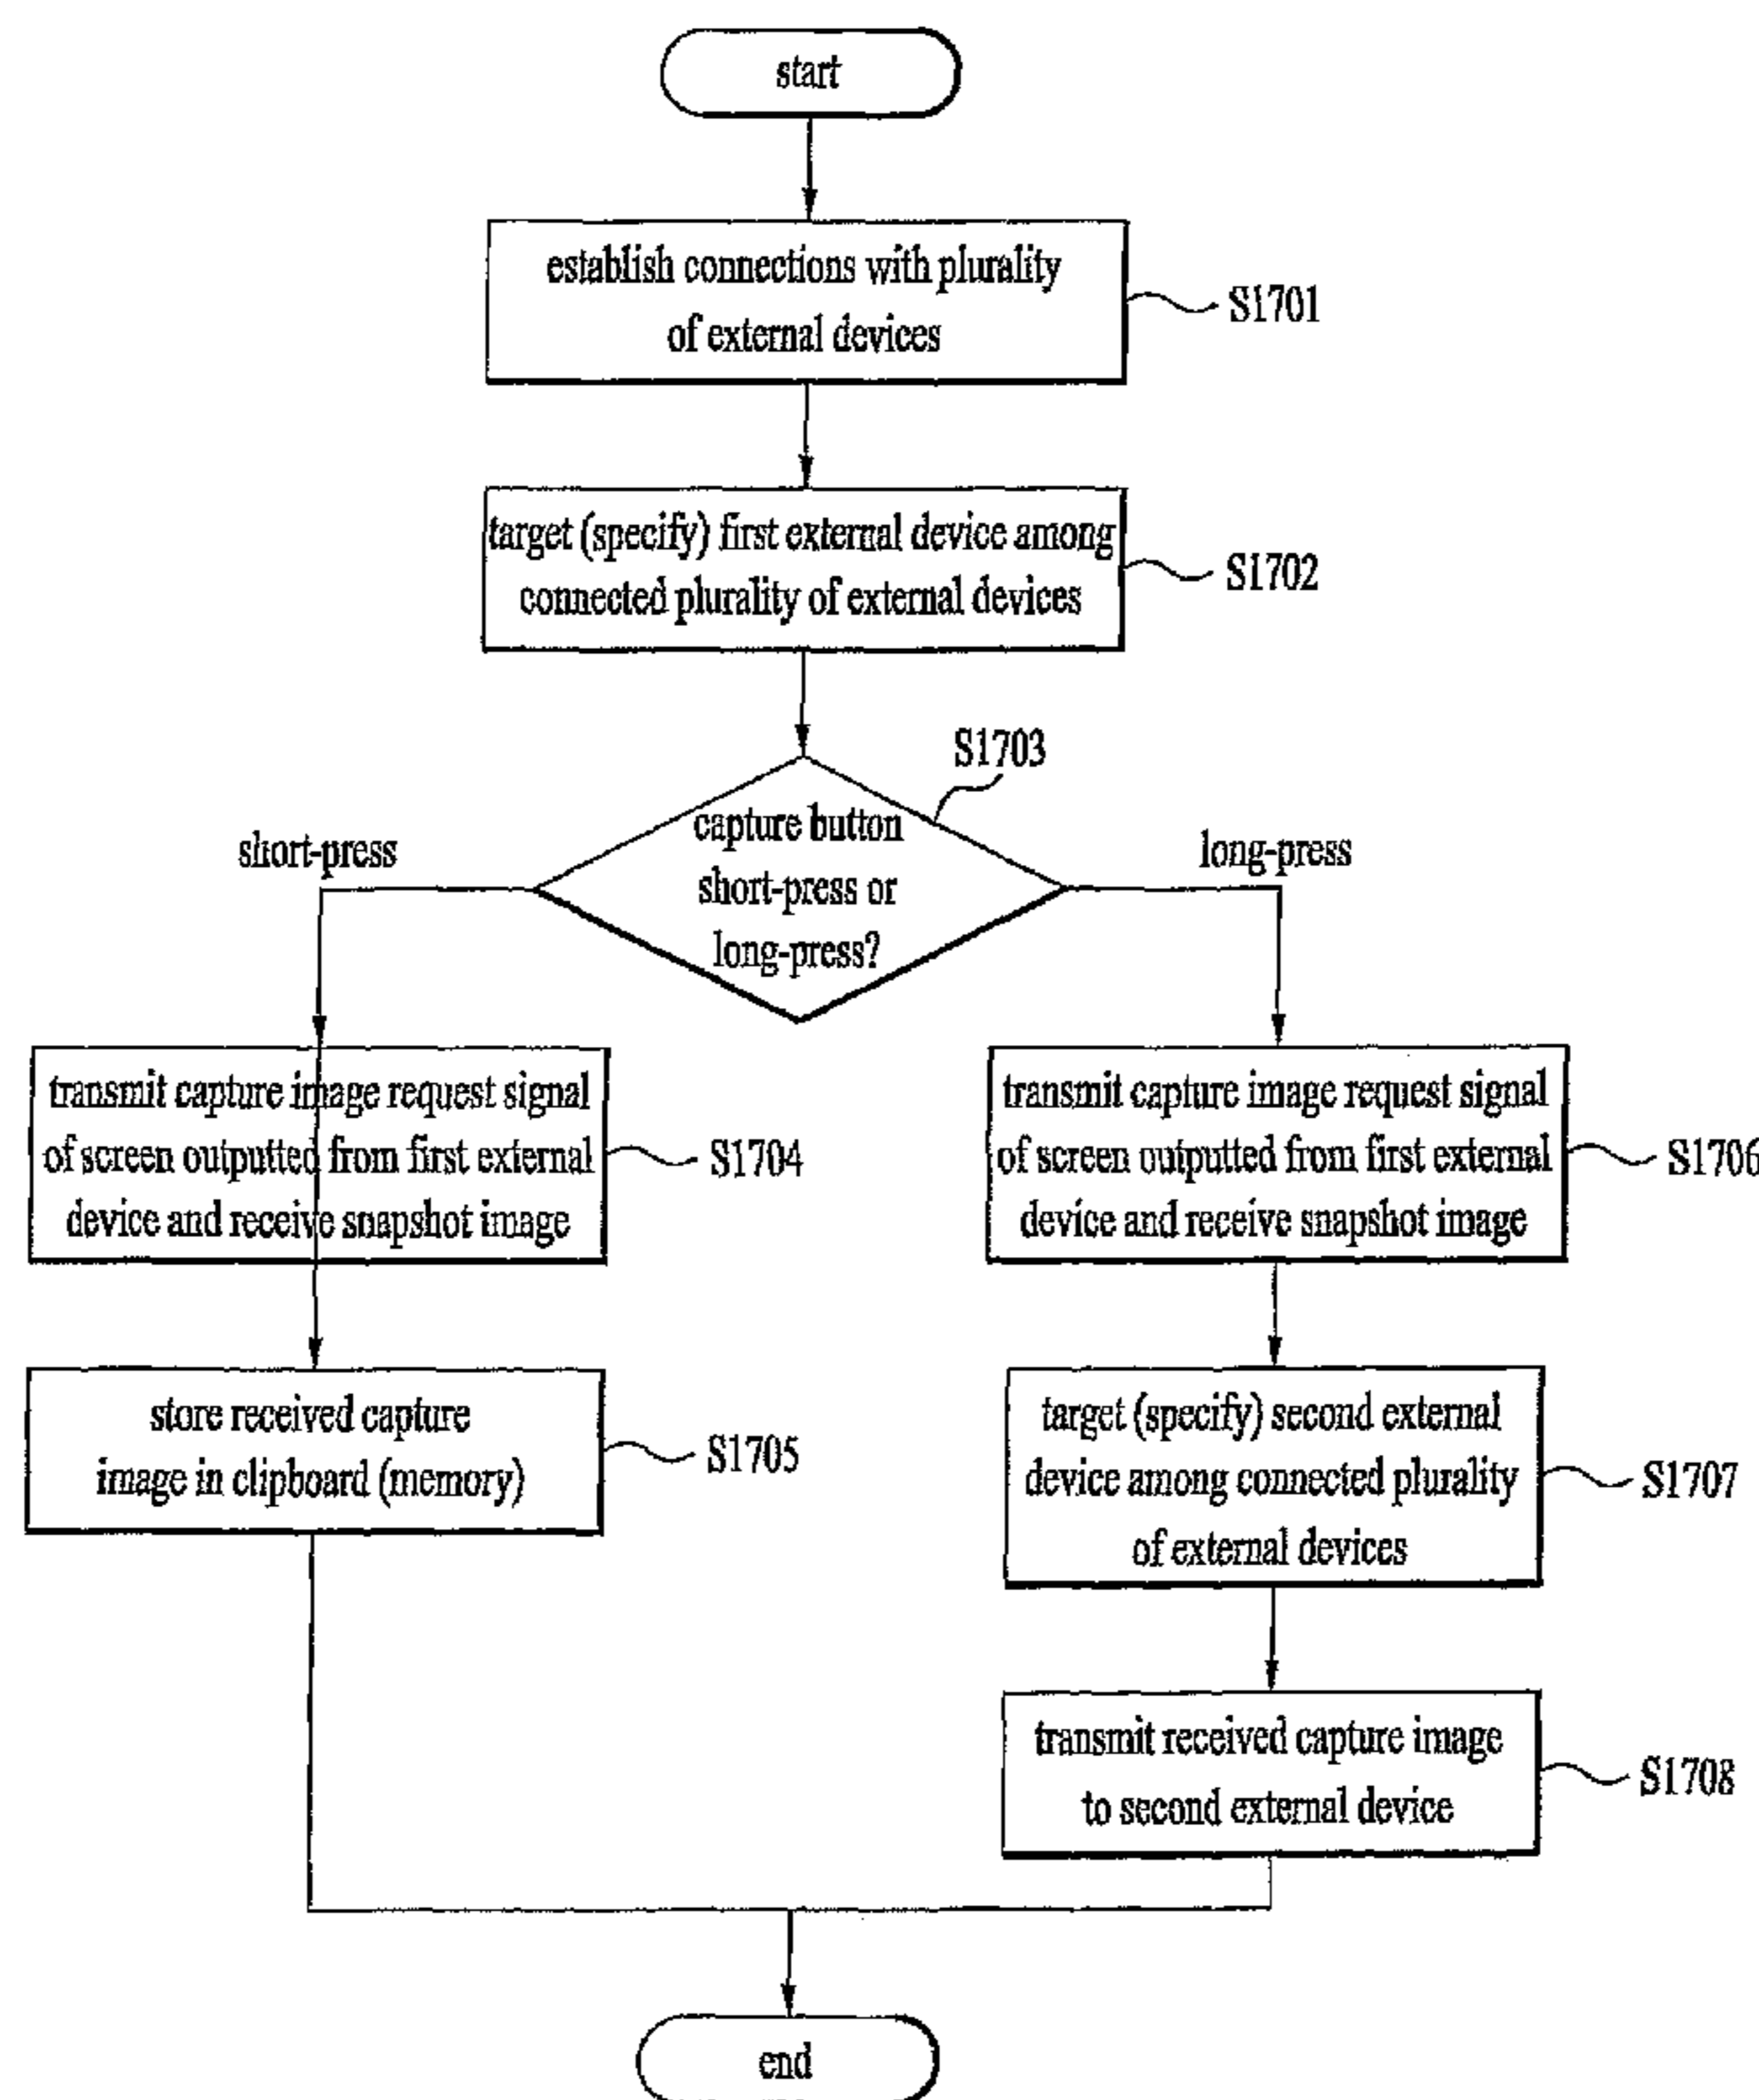 start
establish connections with plurality
of external devices
S1701
target (specify) first external device among
connected plurality of external devices
S1702
S1703
capture button
short-press or
long-press?
short-press
long-press
transmit capture image request signal
of screen outputted from first external
device and receive snapshot image
S1704
transmit capture image request signal
of screen outputted from first external
device and receive snapshot image
S1706
store received capture
image in clipboard (memory)
S1705
target (specify) second external
device among connected plurality
of external devices
S1707
transmit received capture image
to second external device
S1708
end